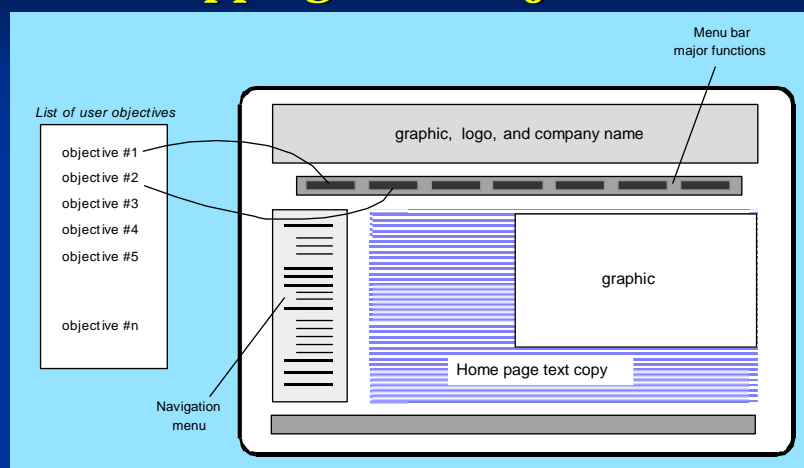 Menu bar
major functions
List of user objectives
objective #1
objective #2
objective #3
objective #4
objective #5
objective #n
graphic, logo, and company name
graphic
Home page text copy
Navigation
menu